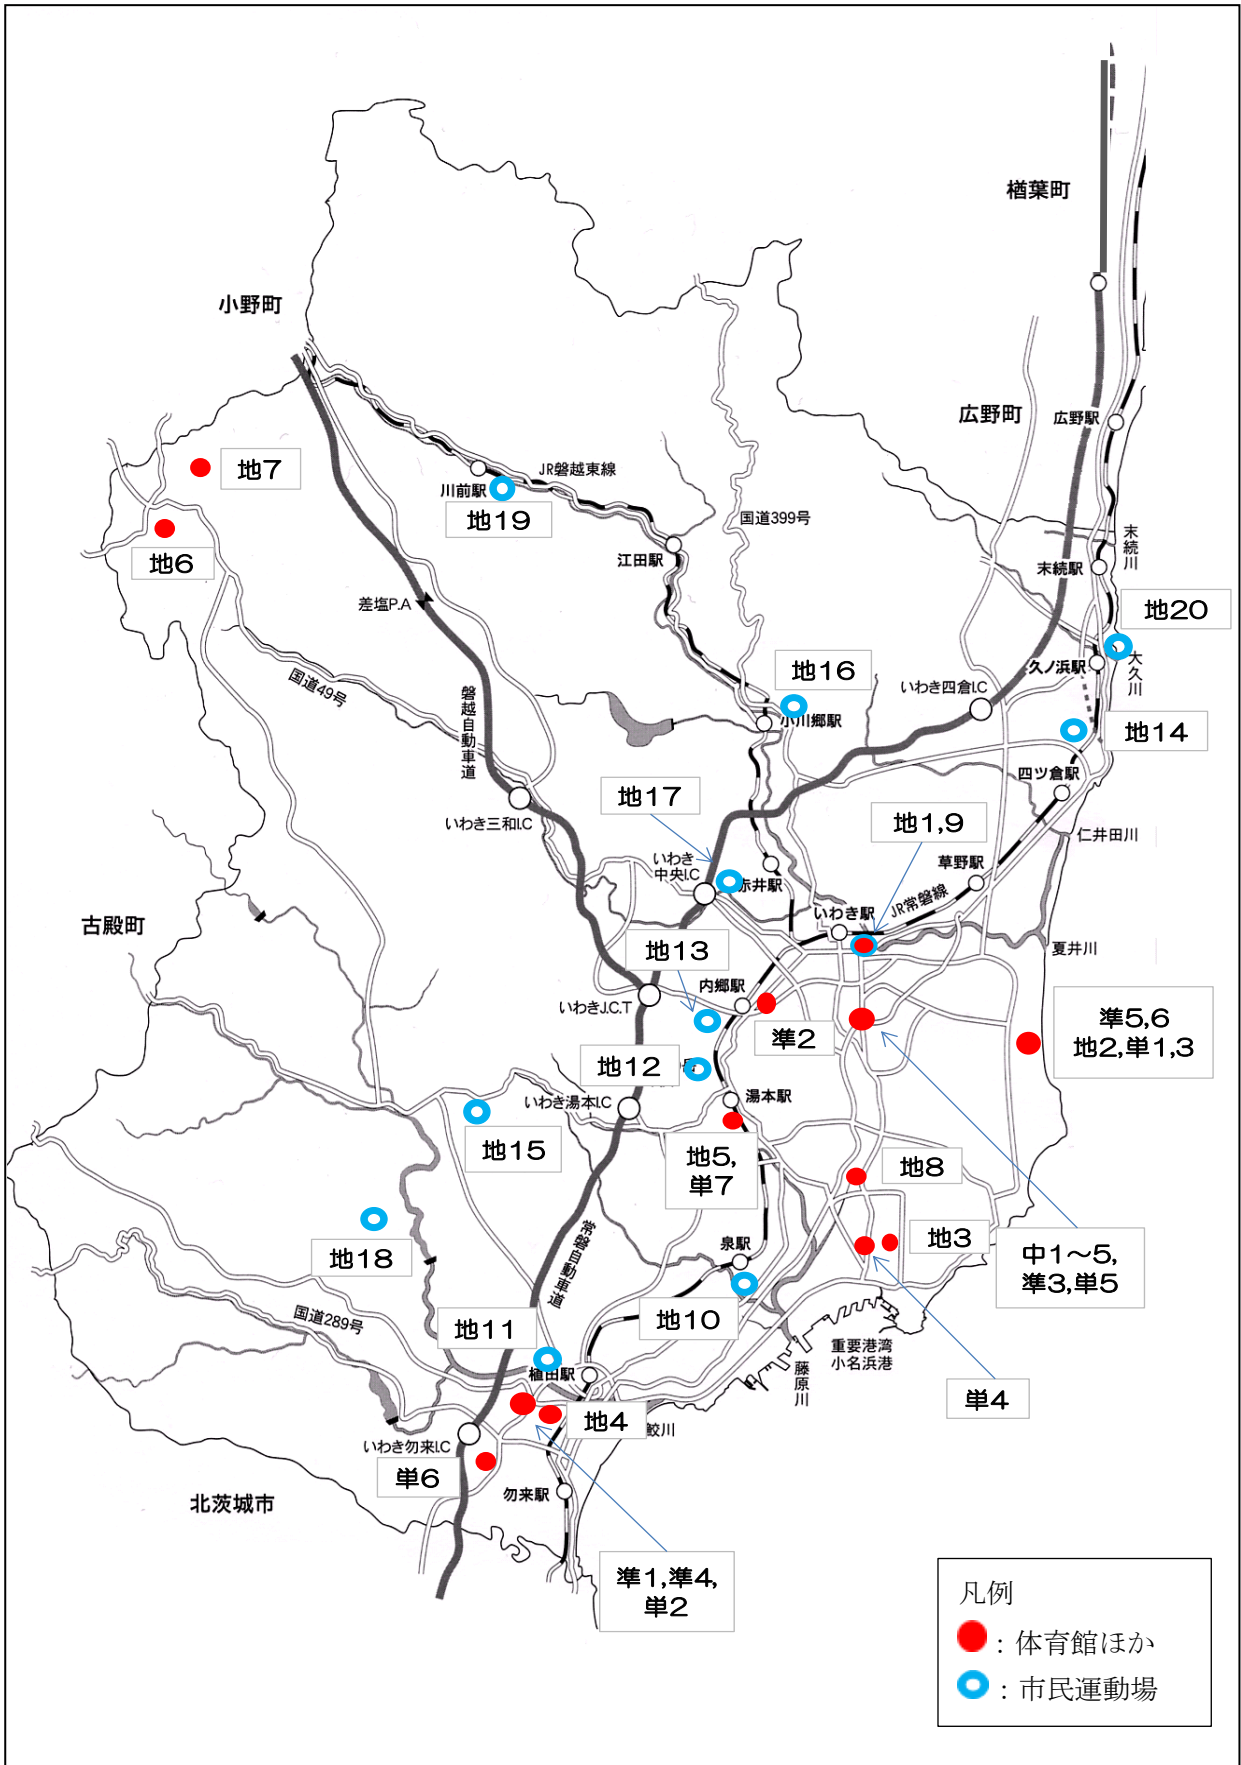 楢葉町
小野町
広野町
広野駅
地7
JR磐越東線
川前駅
地19
国道399号
末続川
地6
江田駅
末続駅
差塩P.A
地20
久ノ浜駅
大久川
国道49号
地16
いわき四倉I.C
磐越自動車道
小川郷駅
地14
四ツ倉駅
地17
いわき三和I.C
地1,9
仁井田川
いわき
中央I.C
赤井駅
草野駅
JR常磐線
いわき駅
古殿町
地13
夏井川
内郷駅
いわきJ.C.T
準2
準5,6
地2,単1,3
地12
号
いわき湯本I.C
湯本駅
地15
地5,
単7
地8
常磐自動車道
地18
泉駅
地3
中1～5,
準3,単5
国道289号
地11
地10
重要港湾
小名浜港
植田駅
藤原川
単4
地4
鮫川
いわき勿来I.C
単6
勿来駅
北茨城市
準1,準4,
単2
凡例
：体育館ほか
：市民運動場